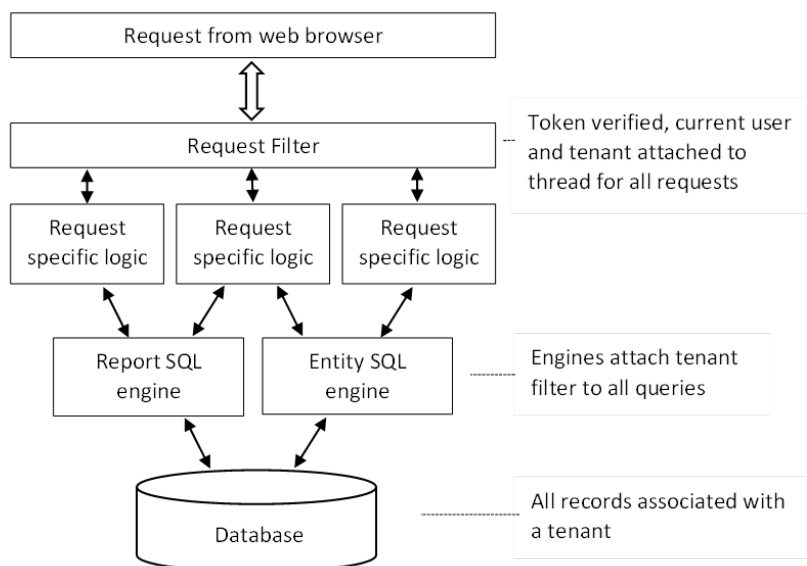 Request from web browser
Request Filter
Token verified, current user
and tenant attached to
thread for all requests
Request
specific logic
Request
specific logic
Request
specific logic
Report SQL
engine
Entity SQL
engine
Engines attach tenant
filter to all queries
Database
All records associated with
a tenant